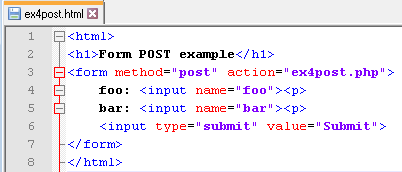 ex4post.html
1 <html>
2 <h1>Form POST example</h1>
3 <form method="post" action="ex4post.php">
4 foo: <input name="foo"><p>
5 bar: <input name="bar"><p>
6 <input type="submit" value="Submit">
7 </form>
8 </html>